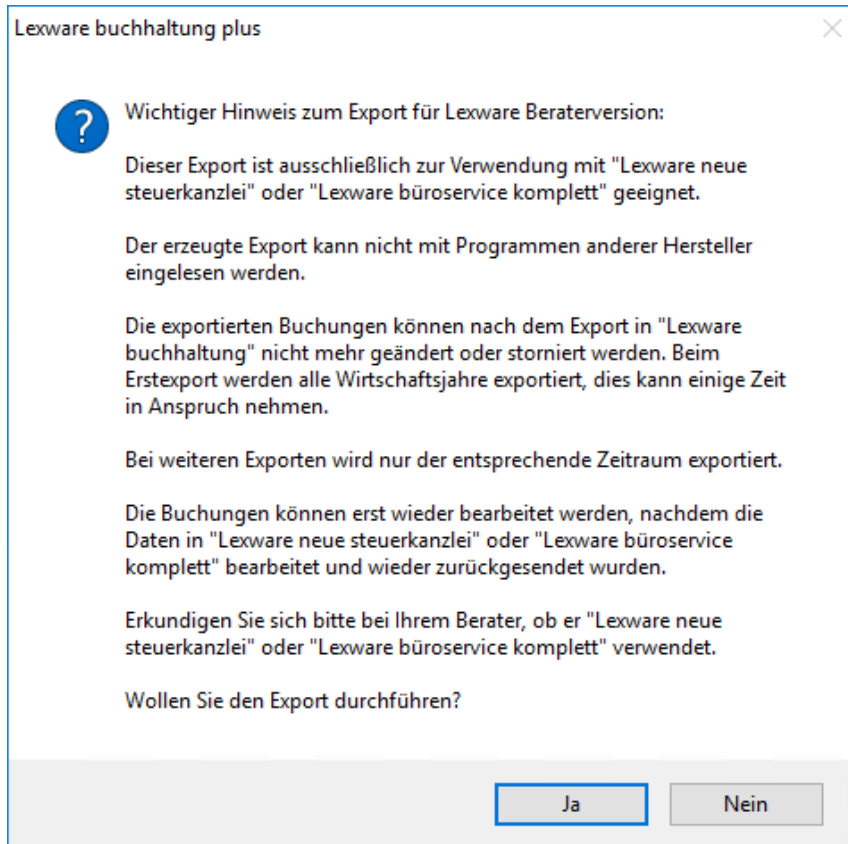 Lexware buchhaltung plus
?
Wichtiger Hinweis zum Export für Lexware Beraterversion:
Dieser Export ist ausschließlich zur Verwendung mit "Lexware neue
steuerkanzlei" oder "Lexware büroservice komplett" geeignet.
Der erzeugte Export kann nicht mit Programmen anderer Hersteller
eingelesen werden.
Die exportierten Buchungen können nach dem Export in "Lexware
buchhaltung" nicht mehr geändert oder storniert werden. Beim
Erstexport werden alle Wirtschaftsjahre exportiert, dies kann einige Zeit
in Anspruch nehmen.
Bei weiteren Exporten wird nur der entsprechende Zeitraum exportiert.
Die Buchungen können erst wieder bearbeitet werden, nachdem die
Daten in "Lexware neue steuerkanzlei" oder "Lexware büroservice
komplett" bearbeitet und wieder zurückgesendet wurden.
Erkundigen Sie sich bitte bei Ihrem Berater, ob er "Lexware neue
steuerkanzlei" oder "Lexware büroservice komplett" verwendet.
Wollen Sie den Export durchführen?
Ja Nein